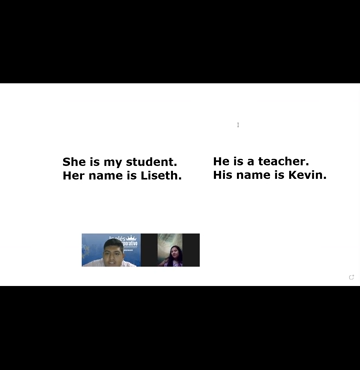 She is my student.
Her name is Liseth.
He is a teacher.
His name is Kevin.